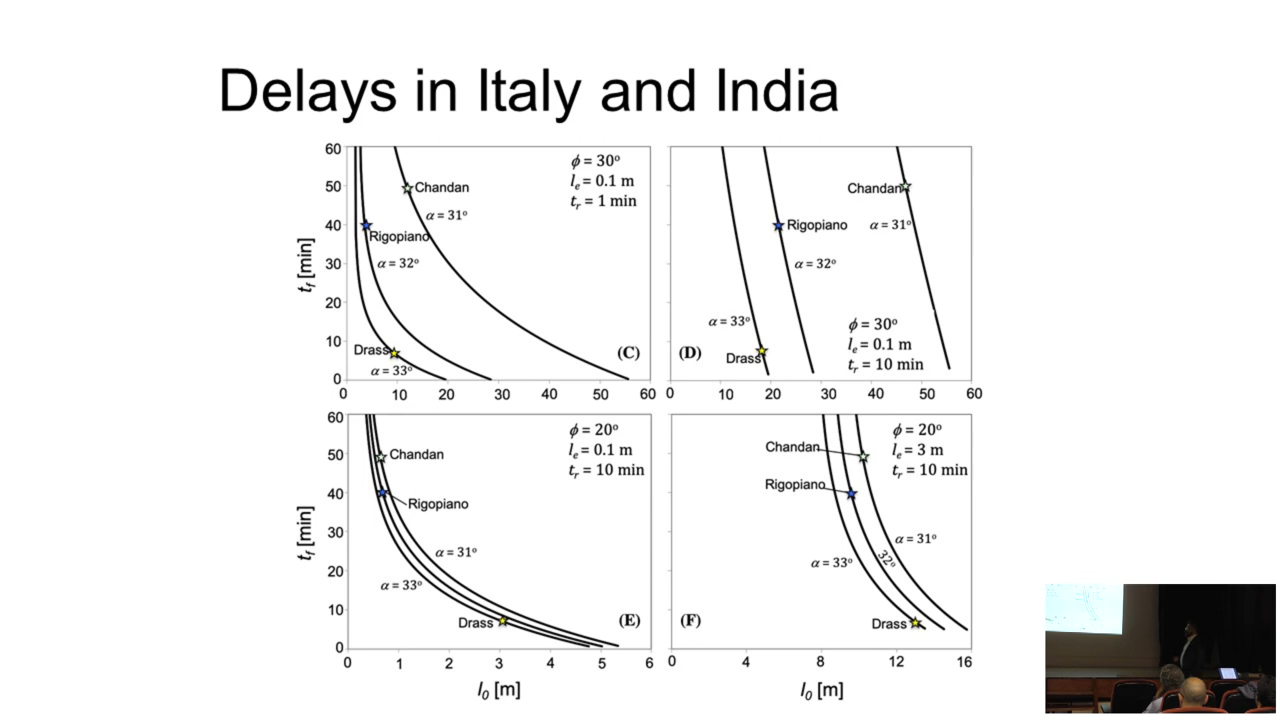 Delays in Italy and India
60
50
40
30
20
10
0
t_f [min]
0 10 20 30 40 50 60
ϕ = 30°
l_e = 0.1 m
t_r = 1 min
Chandan
α = 31°
Rigopiano
α = 32°
Drass
α = 33°
(C)
ϕ = 30°
l_e = 0.1 m
t_r = 10 min
Chandan
α = 31°
Rigopiano
α = 32°
α = 33°
Drass
(D)
0 10 20 30 40 50 60
60
50
40
30
20
10
0
t_f [min]
ϕ = 20°
l_e = 0.1 m
t_r = 10 min
Chandan
Rigopiano
α = 31°
α = 33°
Drass
(E)
0 1 2 3 4 5 6
l_0 [m]
ϕ = 20°
l_e = 3 m
t_r = 10 min
Chandan
Rigopiano
α = 31°
32°
α = 33°
Drass
(F)
0 4 8 12 16
l_0 [m]